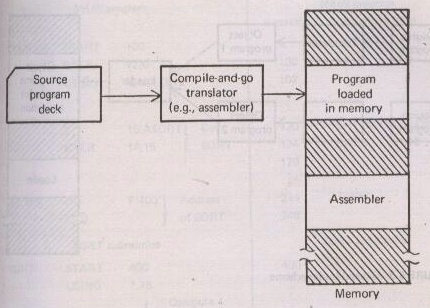 Source
program
deck
Compile-and-go
translator
(e.g., assembler)
Program
loaded
in memory
Assembler
Memory